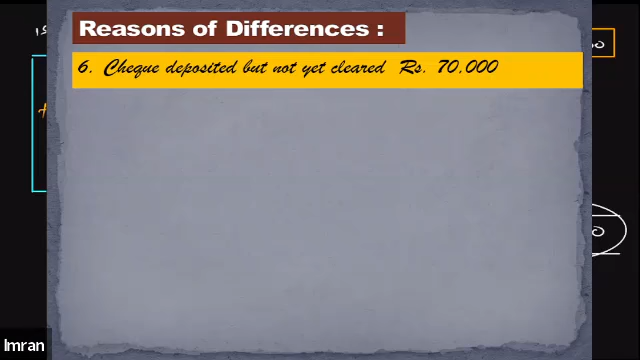 Reasons of Differences :
6. Cheque deposited but not yet cleared Rs. 70,000
Imran